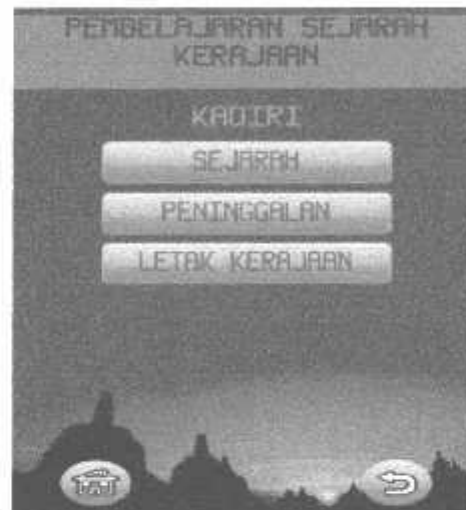 PEMBELAJARAN SEJARAH
KERAJAAN
KADIRI
SEJARAH
PENINGGALAN
LETAK KERAJAAN